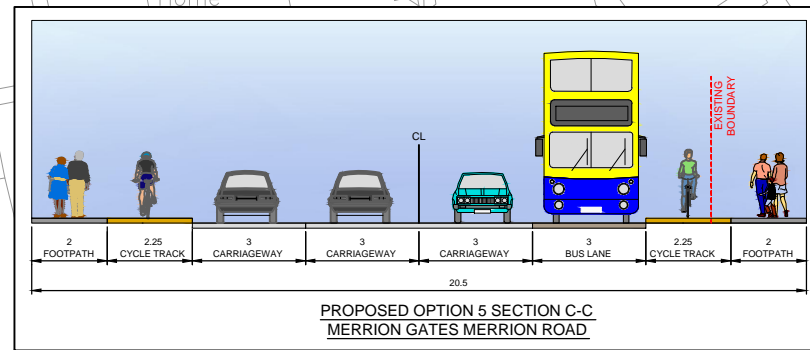 Home
CL
EXISTING
BOUNDARY
2
FOOTPATH
2.25
CYCLE TRACK
3
CARRIAGEWAY
3
CARRIAGEWAY
3
CARRIAGEWAY
3
BUS LANE
2.25
CYCLE TRACK
2
FOOTPATH
20.5
PROPOSED OPTION 5 SECTION C-C
MERRION GATES MERRION ROAD